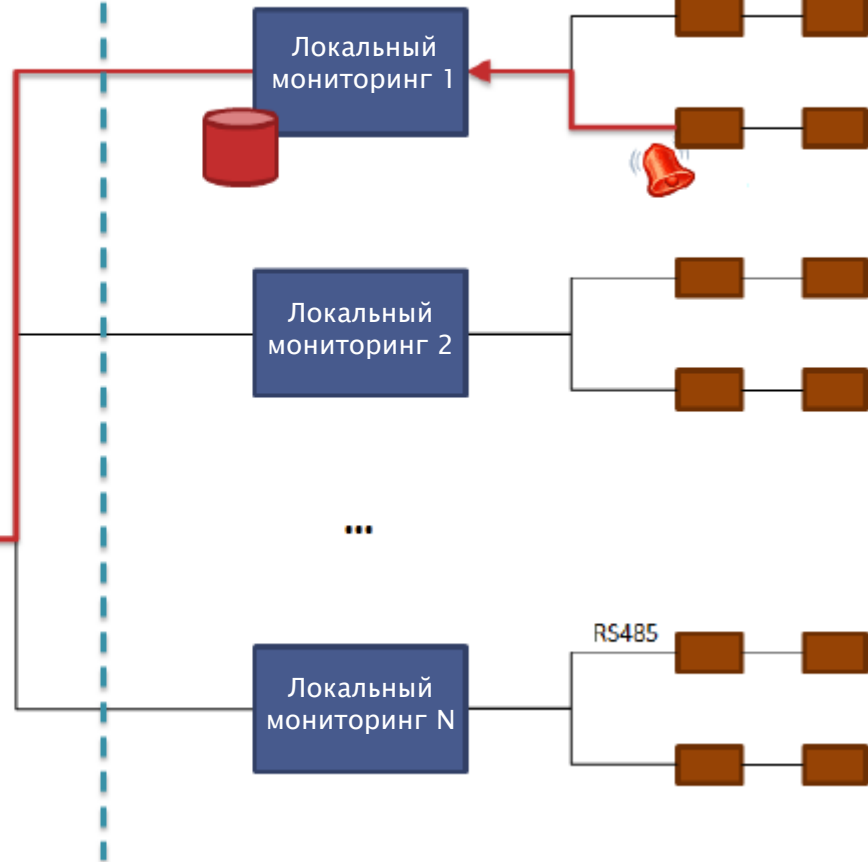 Локальный
мониторинг 1
Локальный
мониторинг 2
...
RS485
Локальный
мониторинг N